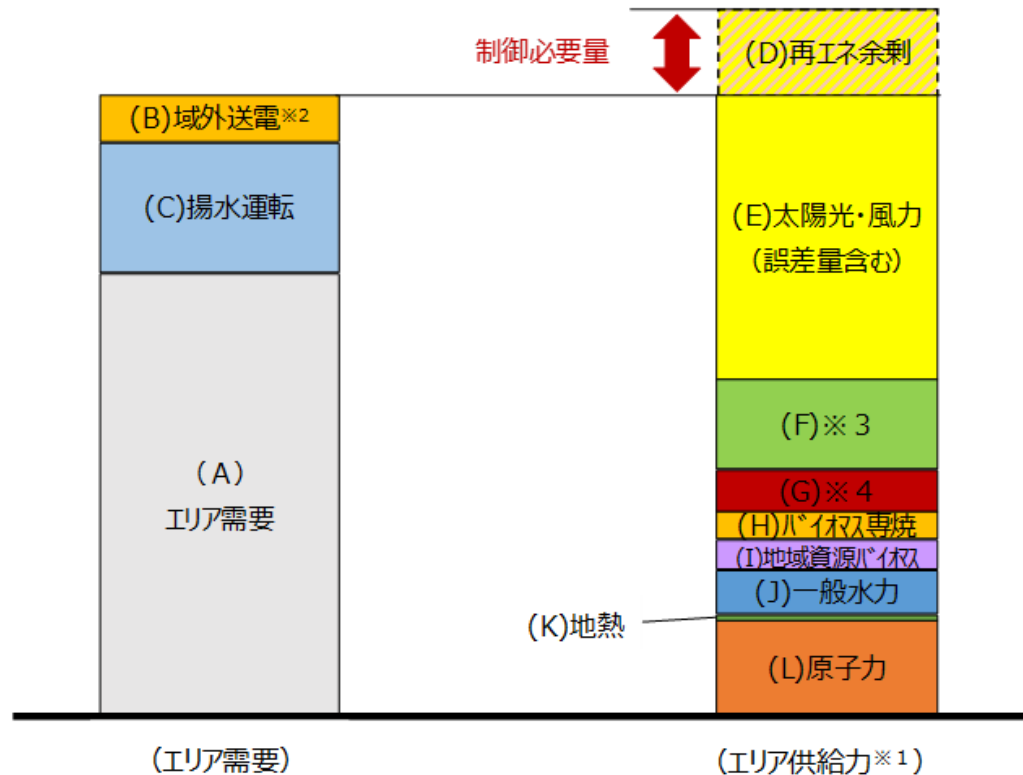 制御必要量
(D)再エネ余剰
(B)域外送電※2
(C)揚水運転
(E)太陽光・風力
（誤差量含む）
(F)※３
（A）
エリア需要
(G)※４
(H)バイオマス専焼
(I)地域資源バイオマス
(J)一般水力
(K)地熱
(L)原子力
（エリア需要）
（エリア供給力※1）